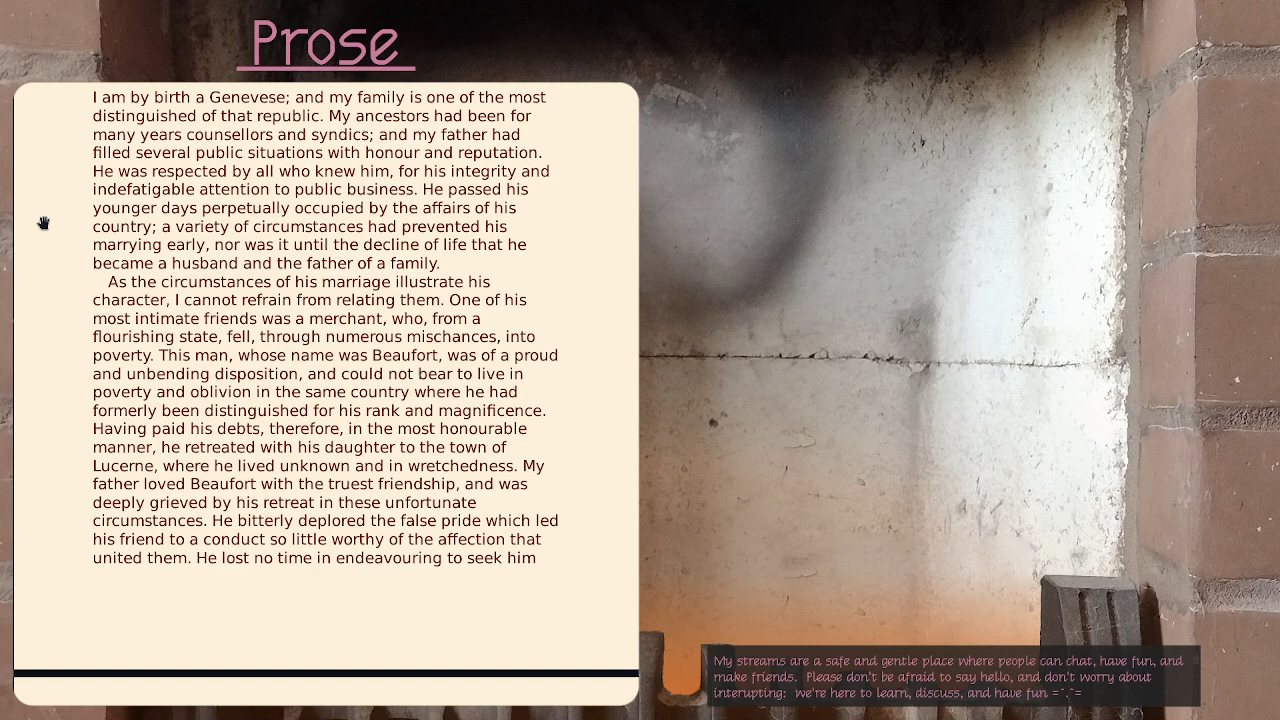 Prose
I am by birth a Genevese; and my family is one of the most
distinguished of that republic. My ancestors had been for
many years counsellors and syndics; and my father had
filled several public situations with honour and reputation.
He was respected by all who knew him, for his integrity and
indefatigable attention to public business. He passed his
younger days perpetually occupied by the affairs of his
country; a variety of circumstances had prevented his
marrying early, nor was it until the decline of life that he
became a husband and the father of a family.
As the circumstances of his marriage illustrate his
character, I cannot refrain from relating them. One of his
most intimate friends was a merchant, who, from a
flourishing state, fell, through numerous mischances, into
poverty. This man, whose name was Beaufort, was of a proud
and unbending disposition, and could not bear to live in
poverty and oblivion in the same country where he had
formerly been distinguished for his rank and magnificence.
Having paid his debts, therefore, in the most honourable
manner, he retreated with his daughter to the town of
Lucerne, where he lived unknown and in wretchedness. My
father loved Beaufort with the truest friendship, and was
deeply grieved by his retreat in these unfortunate
circumstances. He bitterly deplored the false pride which led
his friend to a conduct so little worthy of the affection that
united them. He lost no time in endeavouring to seek him
My streams are a safe and gentle place where people can chat, have fun, and
make friends. Please don't be afraid to say hello, and don't worry about
interupting: we're here to learn, discuss, and have fun =^.^=